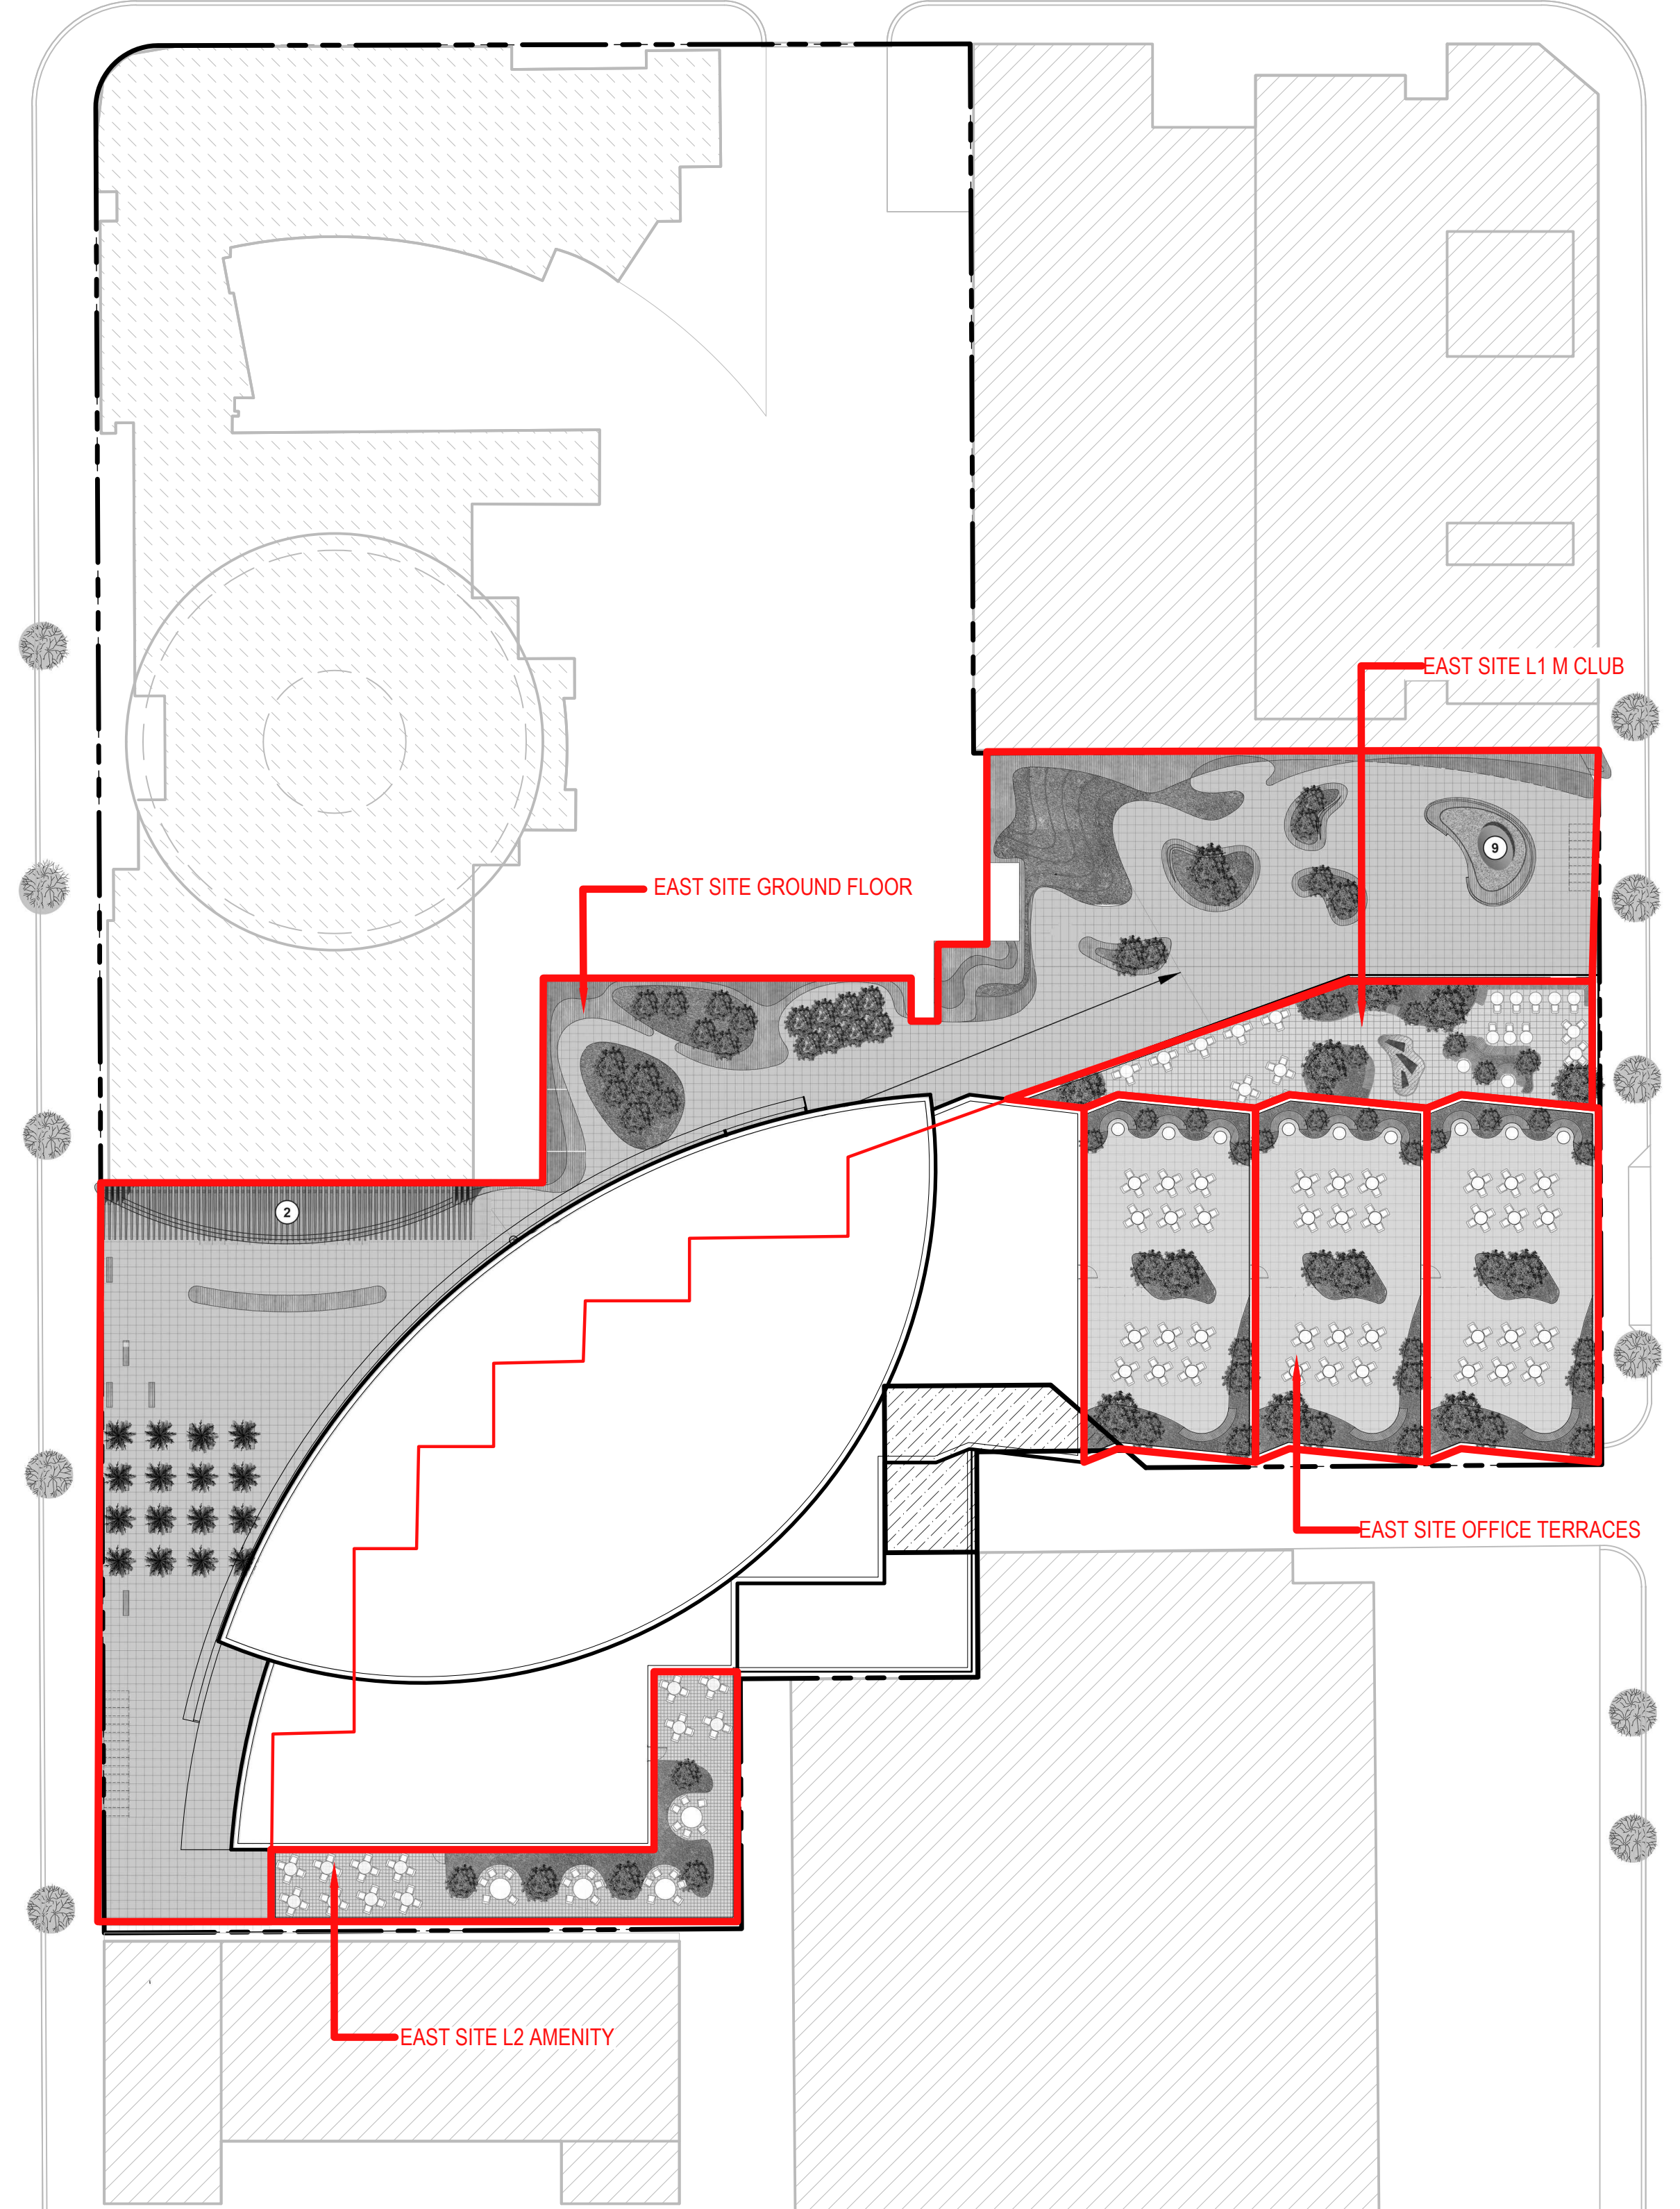 EAST SITE L1 M CLUB
9
EAST SITE GROUND FLOOR
2
EAST SITE OFFICE TERRACES
EAST SITE L2 AMENITY